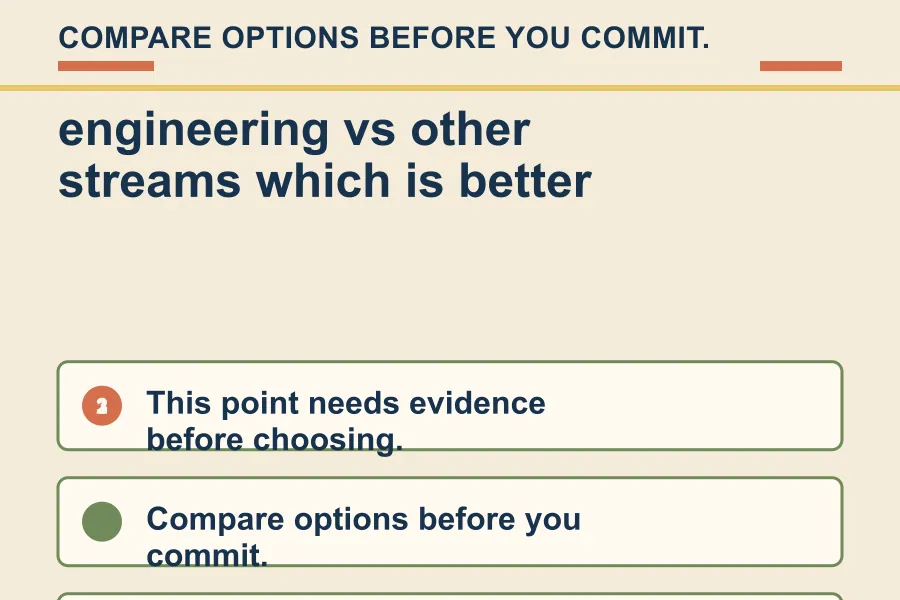 COMPARE OPTIONS BEFORE YOU COMMIT.
engineering vs other
streams which is better
This point needs evidence
before choosing.
Compare options before you
commit.